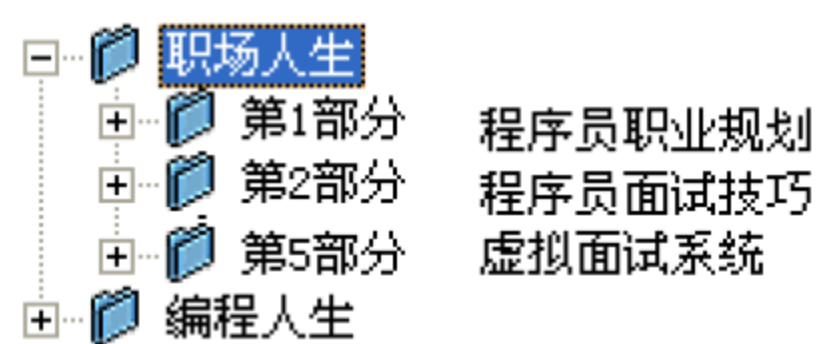 职场人生
第1部分 程序员职业规划
第2部分 程序员面试技巧
第5部分 虚拟面试系统
编程人生